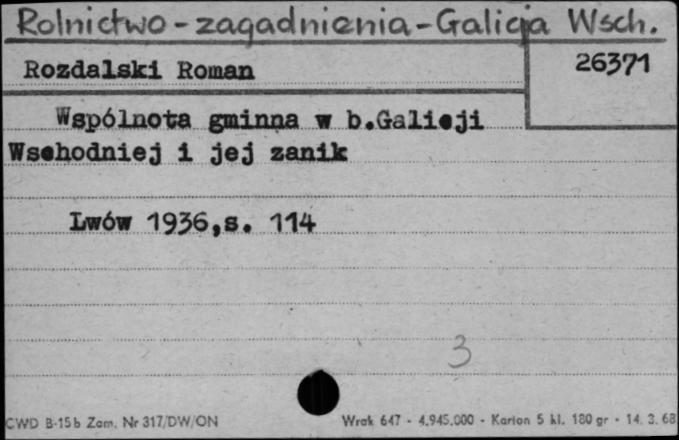 Rolnictwo - zagadnienia - Galicja Wsch.
Rozdalski Roman
26371
Wspólnota gminna w b.Galicji
Wschodniej i jej zanik
Lwów 1936,s. 114
3
CWD B-15b Zam. Nr 317/DW/ON
Wrak 647 - 4.945.000 - Karton 5 kl. 180 gr - 14. 3. 68